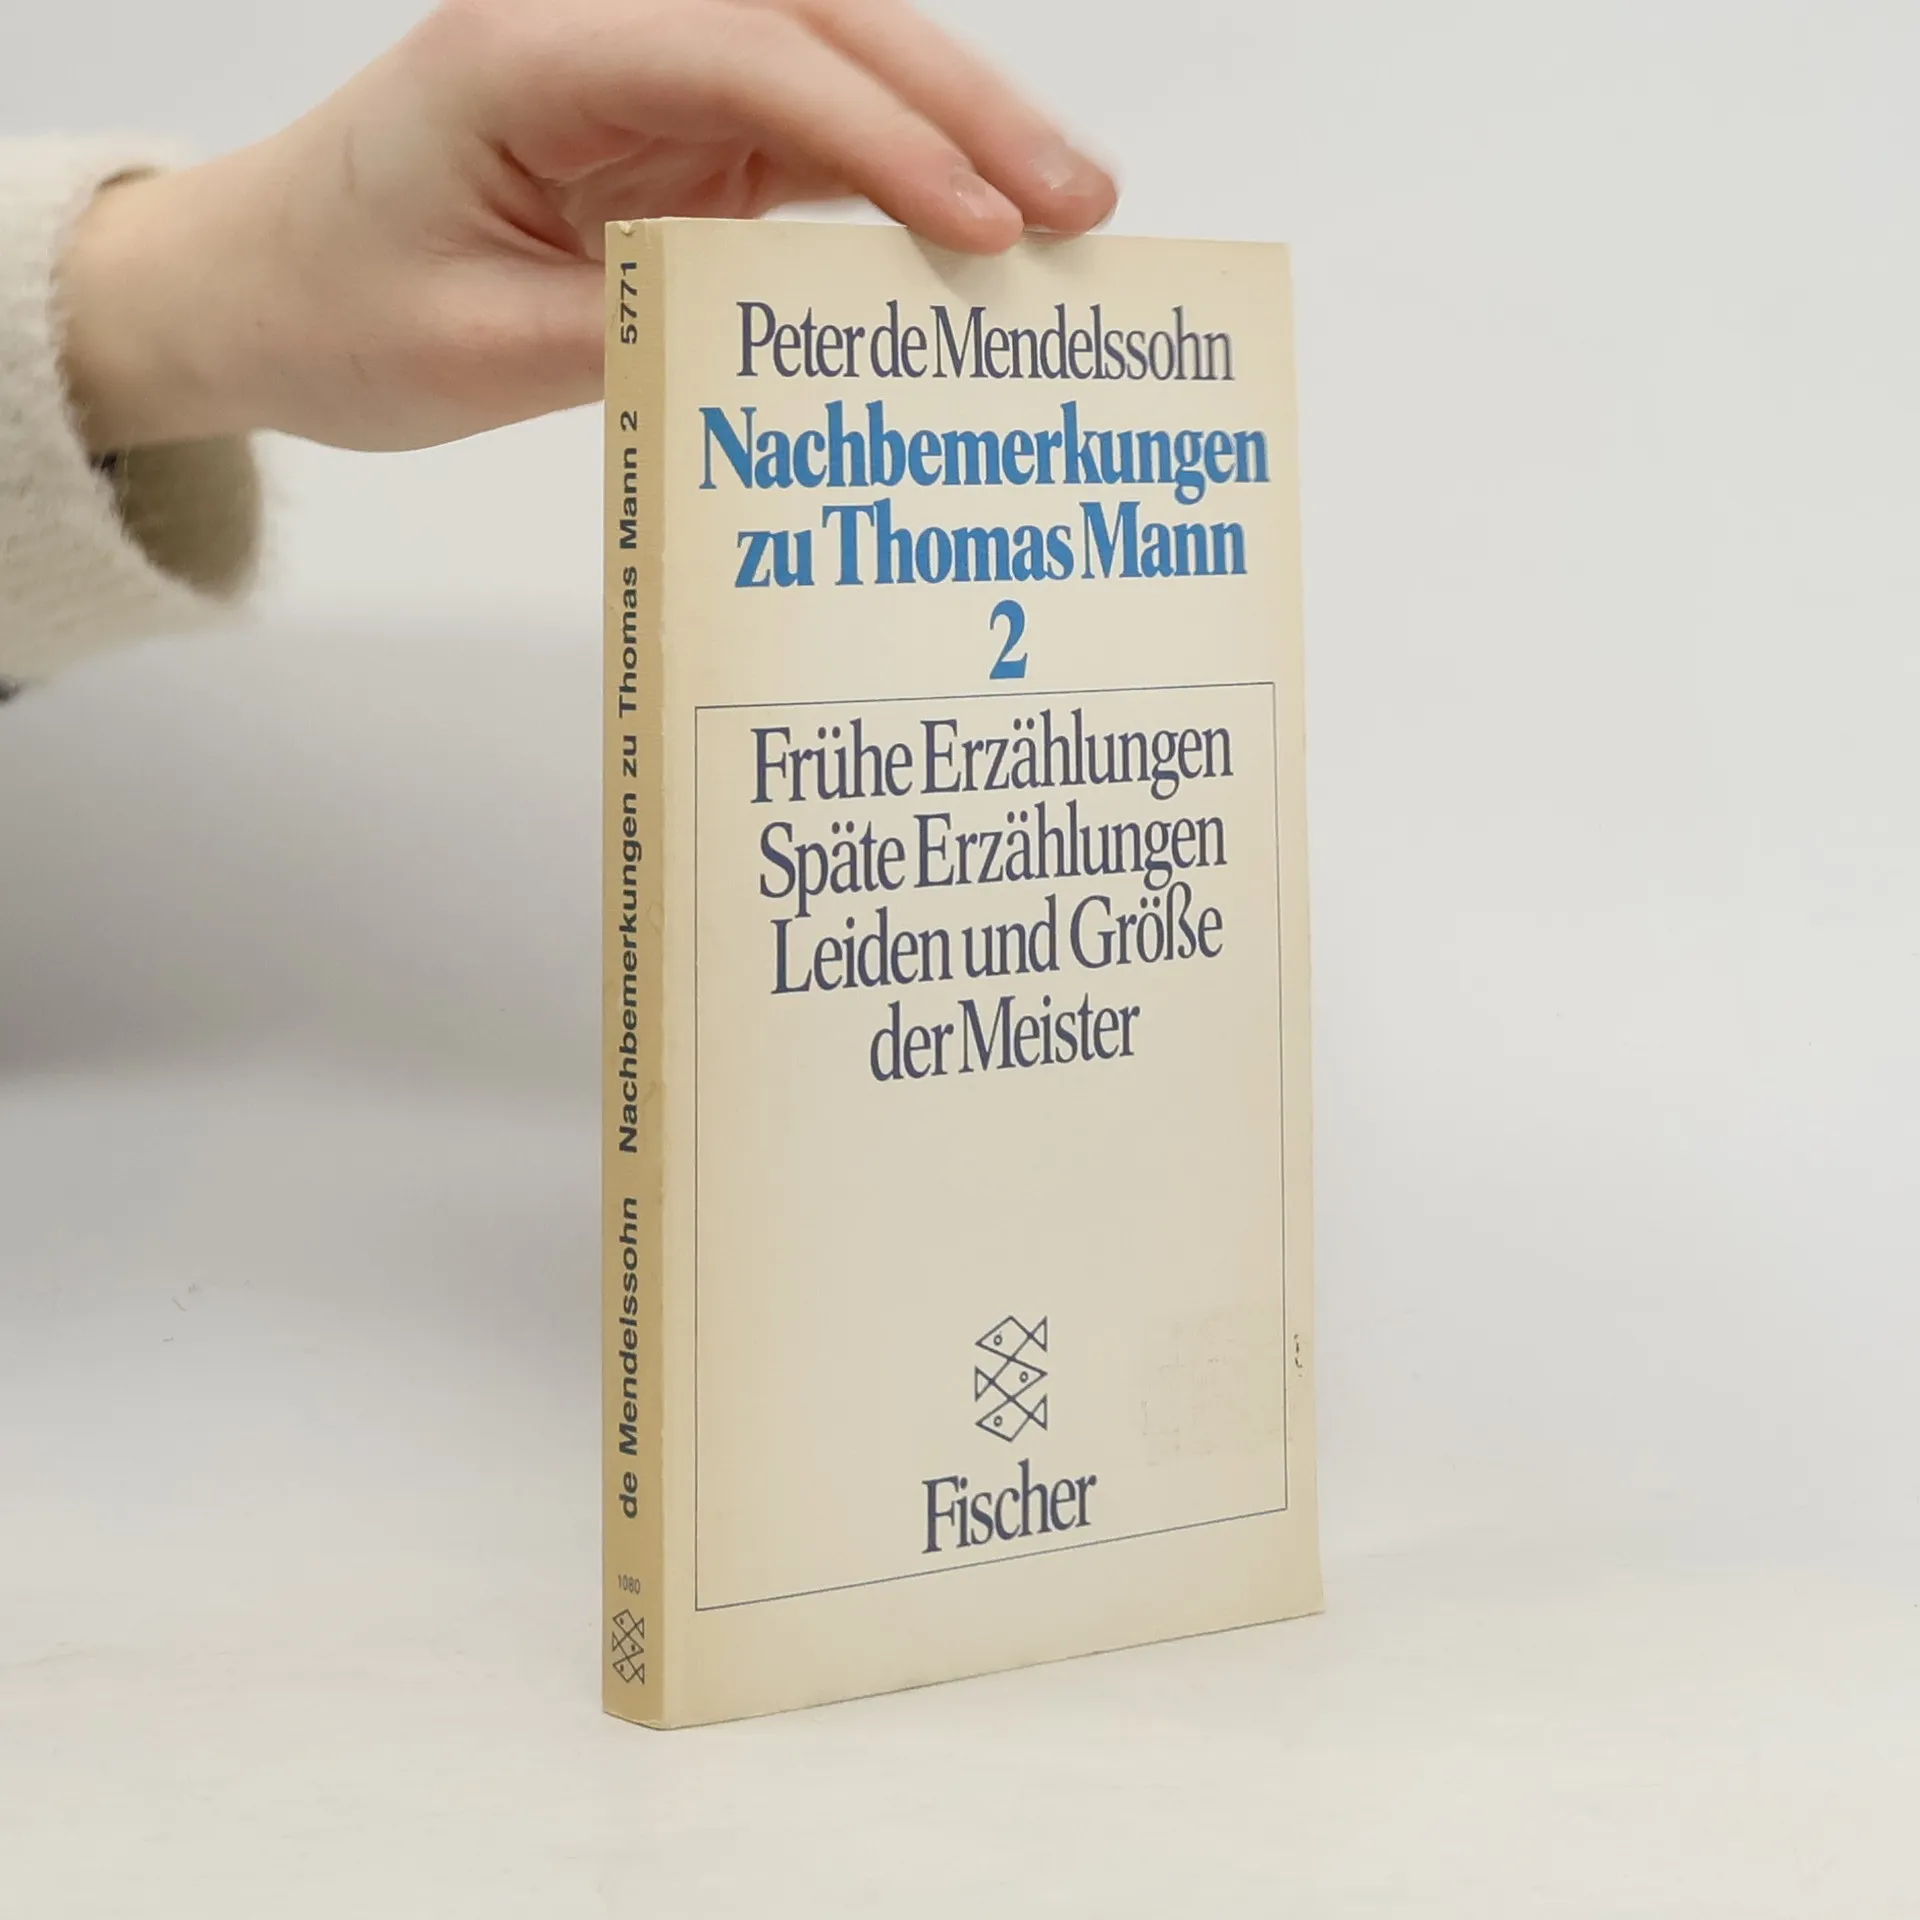 Peter de Mendelssohn
Nachbemerkungen
zu Thomas Mann
2
Frühe Erzählungen
Späte Erzählungen
Leiden und Größe
der Meister
Fischer
de Mendelssohn Nachbemerkungen zu Thomas Mann 2 5771
1080